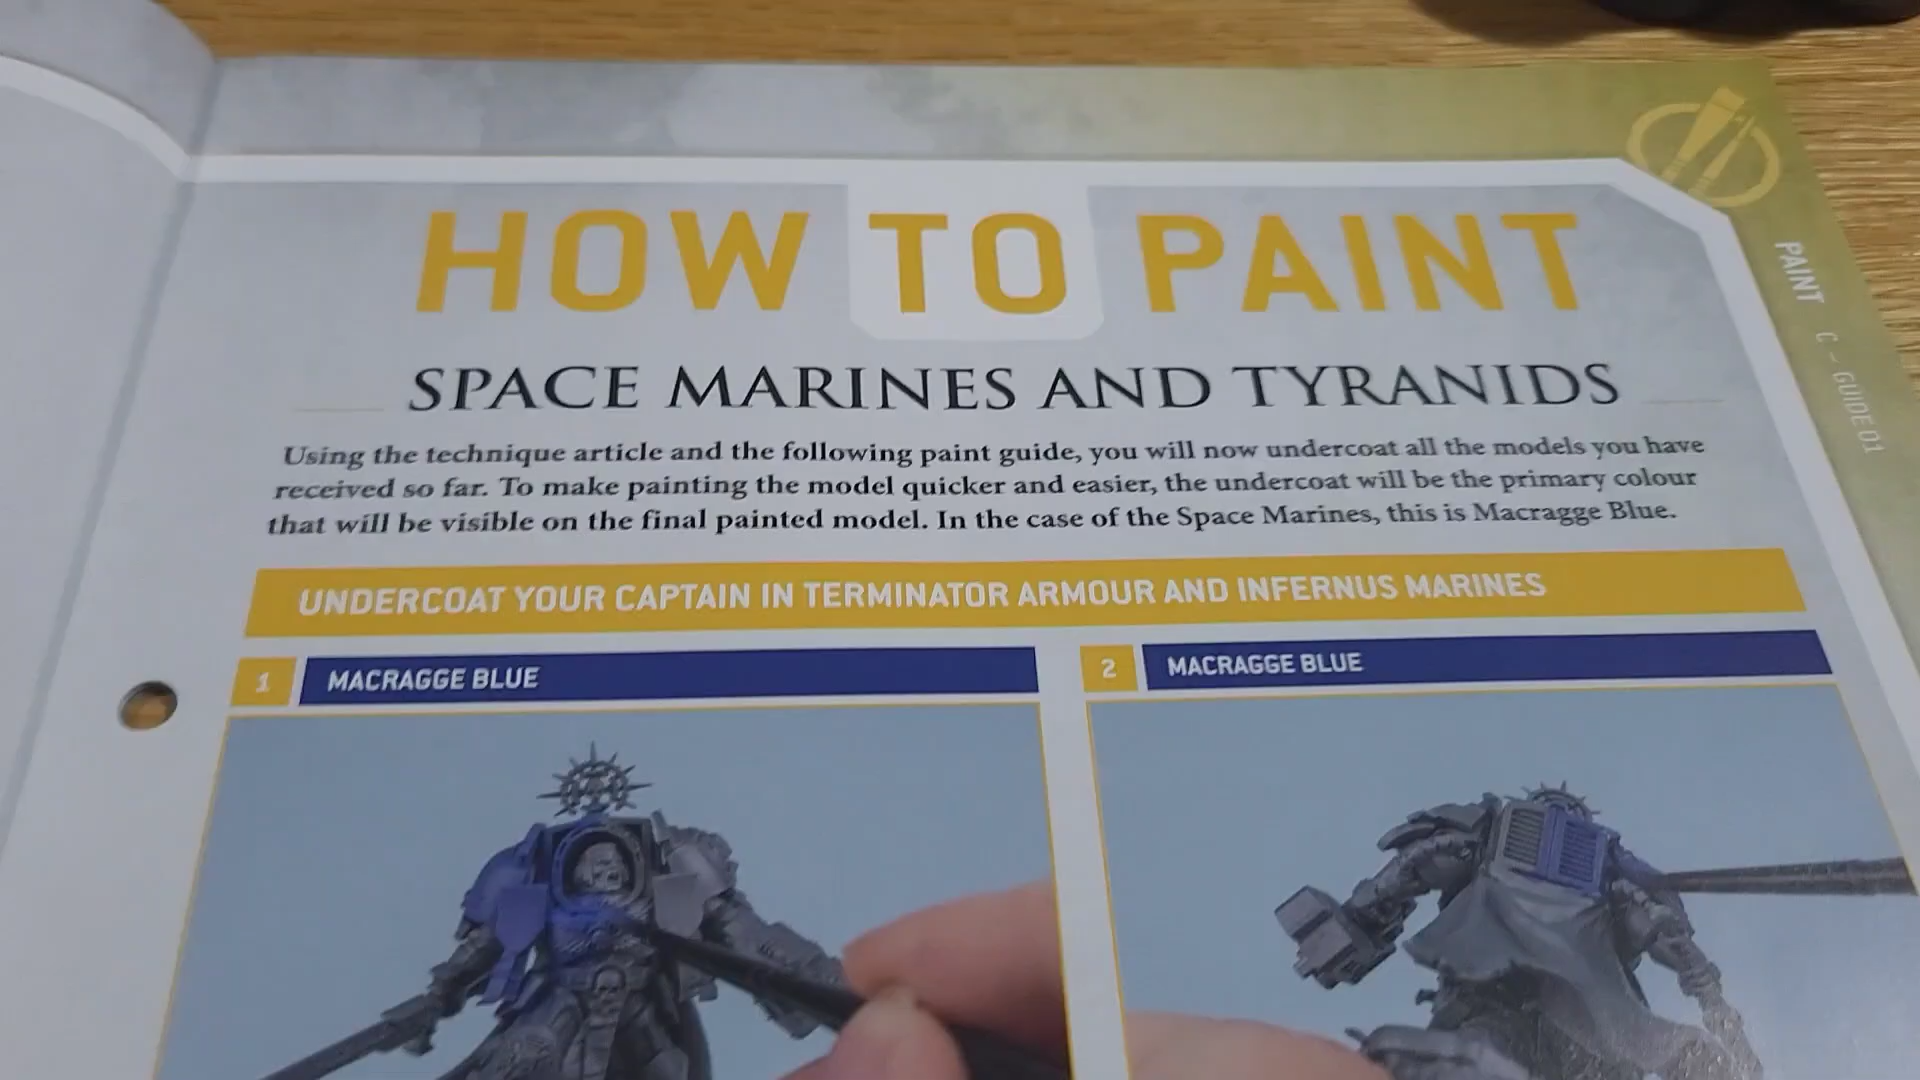 HOW TO PAINT
SPACE MARINES AND TYRANIDS
Using the technique article and the following paint guide, you will now undercoat all the models you have
received so far. To make painting the model quicker and easier, the undercoat will be the primary colour
that will be visible on the final painted model. In the case of the Space Marines, this is Macragge Blue.
UNDERCOAT YOUR CAPTAIN IN TERMINATOR ARMOUR AND INFERNUS MARINES
1 MACRAGGE BLUE
2 MACRAGGE BLUE
PAINT C – GUIDE 01